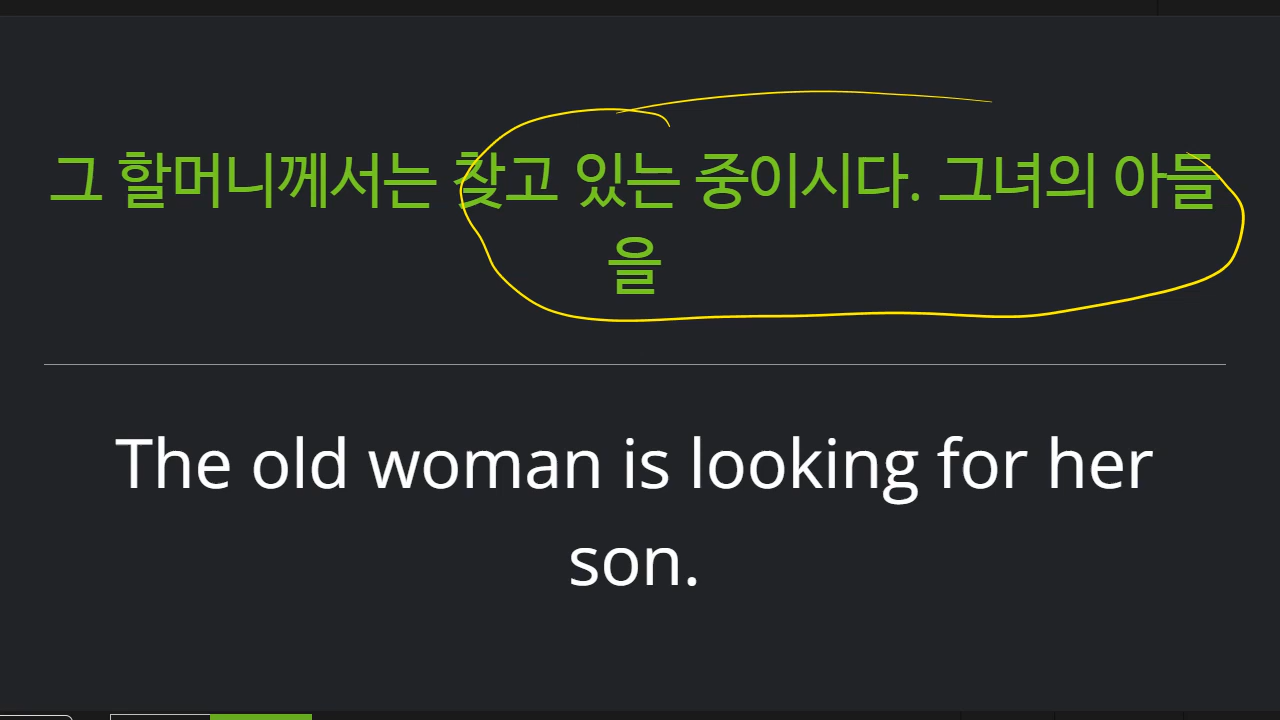 그 할머니께서는 찾고 있는 중이시다. 그녀의 아들
을
The old woman is looking for her
son.